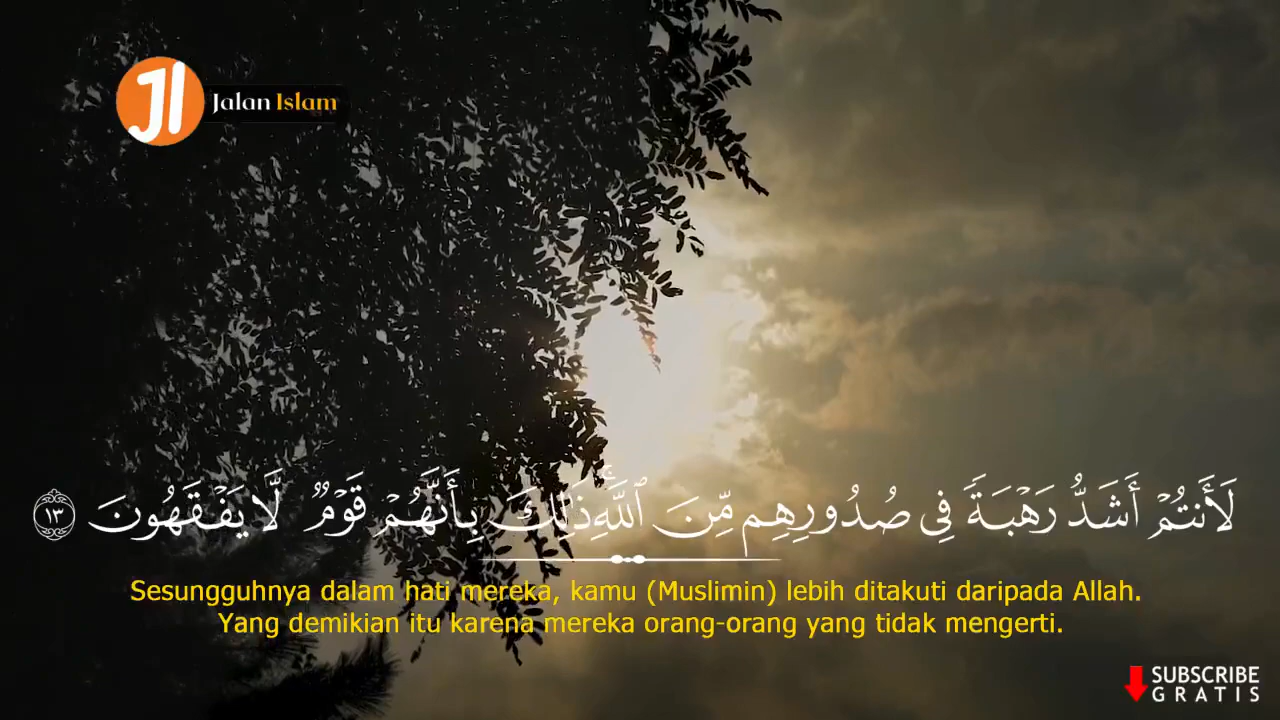 JI Jalan Islam
لَأَنتُمْ أَشَدُّ رَهْبَةً فِى صُدُورِهِم مِّنَ ٱللَّهِ ۚ ذَٰلِكَ بِأَنَّهُمْ قَوْمٌ لَّا يَفْقَهُونَ ١٣
Sesungguhnya dalam hati mereka, kamu (Muslimin) lebih ditakuti daripada Allah.
Yang demikian itu karena mereka orang-orang yang tidak mengerti.
SUBSCRIBE
GRATIS